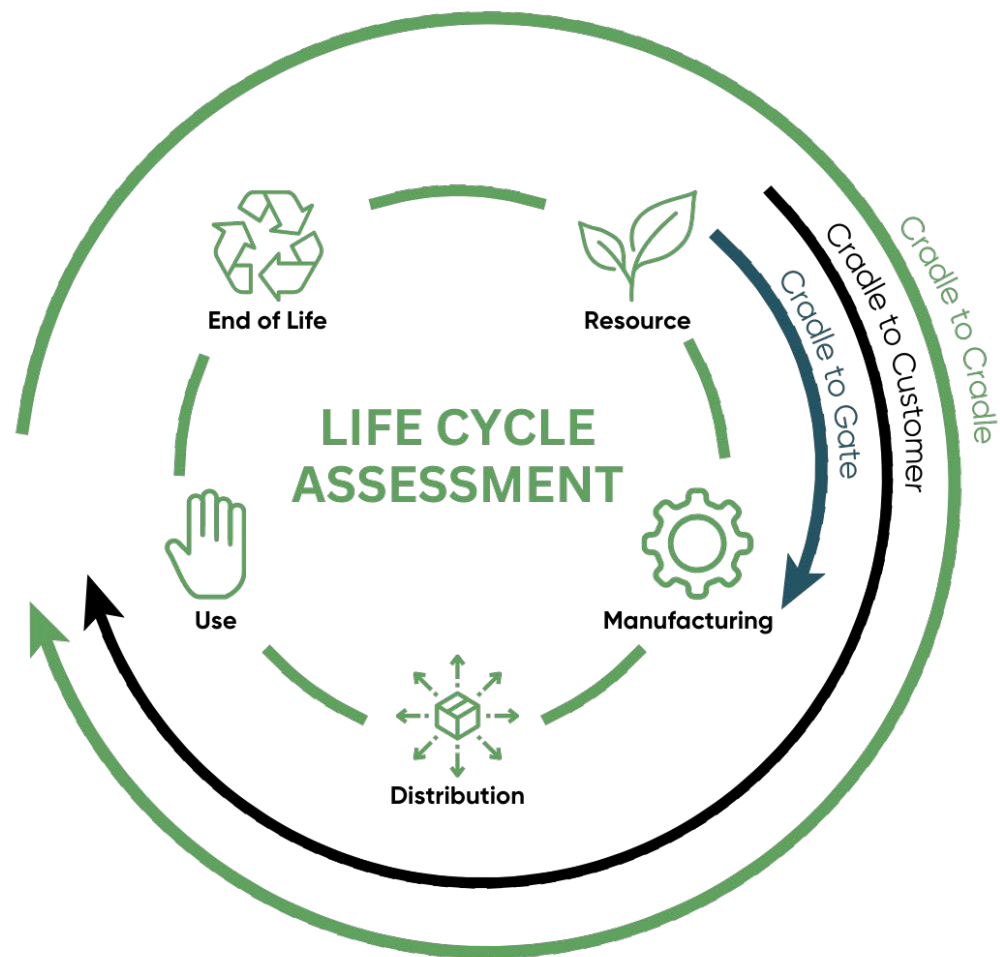 LIFE CYCLE
ASSESSMENT
Resource
Manufacturing
Distribution
Use
End of Life
Cradle to Gate
Cradle to Customer
Cradle to Cradle